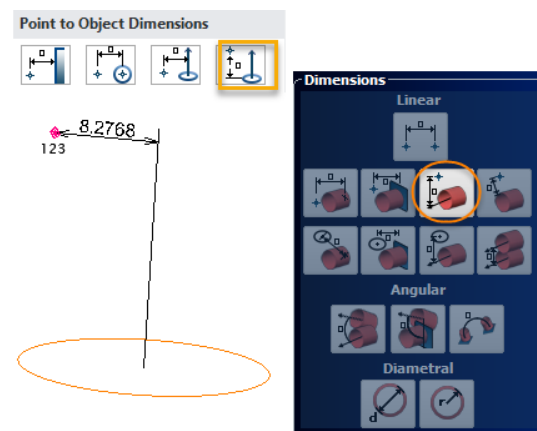 Point to Object Dimensions
8.2768
123
Dimensions
Linear
Angular
Diametral
d
r